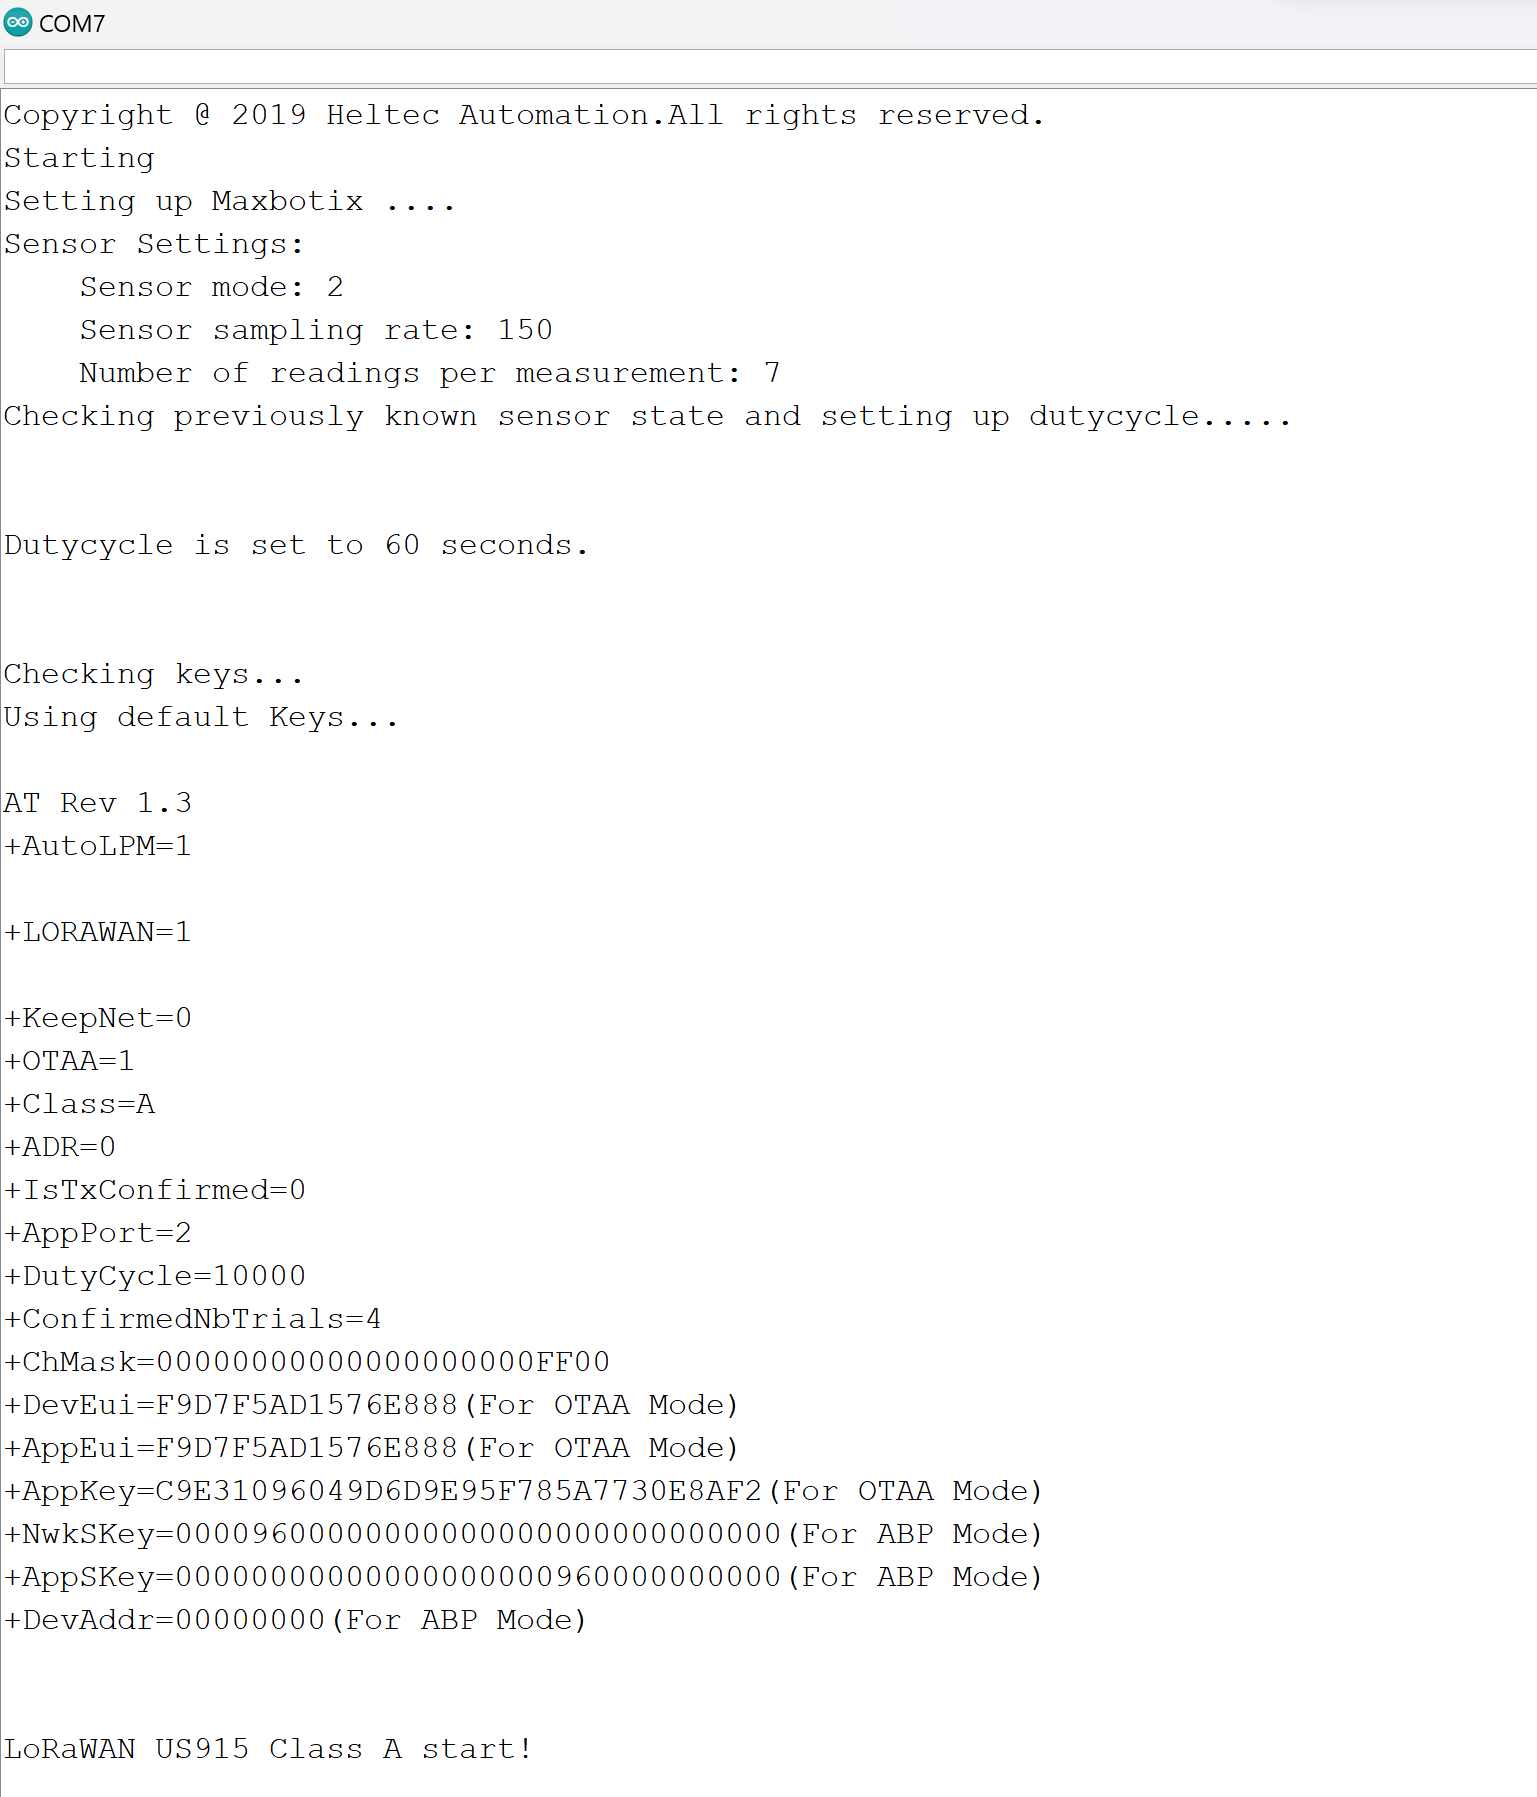 COM7
Copyright @ 2019 Heltec Automation.All rights reserved.
Starting
Setting up Maxbotix ....
Sensor Settings:
    Sensor mode: 2
    Sensor sampling rate: 150
    Number of readings per measurement: 7
Checking previously known sensor state and setting up dutycycle.....
Dutycycle is set to 60 seconds.
Checking keys...
Using default Keys...
AT Rev 1.3
+AutoLPM=1
+LORAWAN=1
+KeepNet=0
+OTAA=1
+Class=A
+ADR=0
+IsTxConfirmed=0
+AppPort=2
+DutyCycle=10000
+ConfirmedNbTrials=4
+ChMask=00000000000000000000FF00
+DevEui=F9D7F5AD1576E888(For OTAA Mode)
+AppEui=F9D7F5AD1576E888(For OTAA Mode)
+AppKey=C9E31096049D6D9E95F785A7730E8AF2(For OTAA Mode)
+NwkSKey=00009600000000000000000000000000(For ABP Mode)
+AppSKey=00000000000000000000960000000000(For ABP Mode)
+DevAddr=00000000(For ABP Mode)
LoRaWAN US915 Class A start!